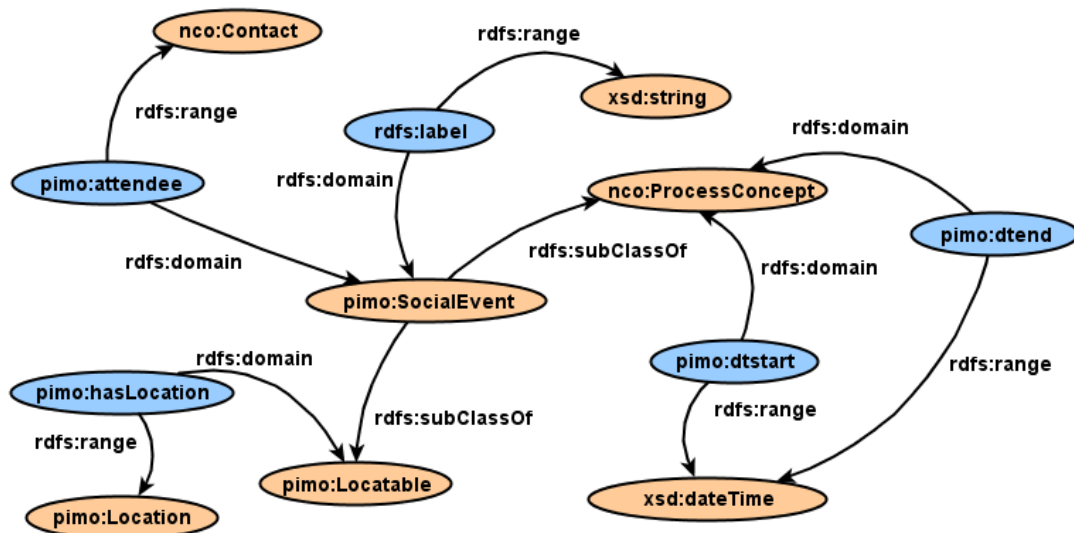 nco:Contact
rdfs:range
xsd:string
rdfs:range
rdfs:label
rdfs:domain
pimo:attendee
rdfs:domain
nco:ProcessConcept
pimo:dtend
rdfs:domain
rdfs:subClassOf
rdfs:domain
pimo:SocialEvent
rdfs:domain
pimo:dtstart
rdfs:range
pimo:hasLocation
rdfs:subClassOf
rdfs:range
rdfs:range
pimo:Locatable
xsd:dateTime
pimo:Location